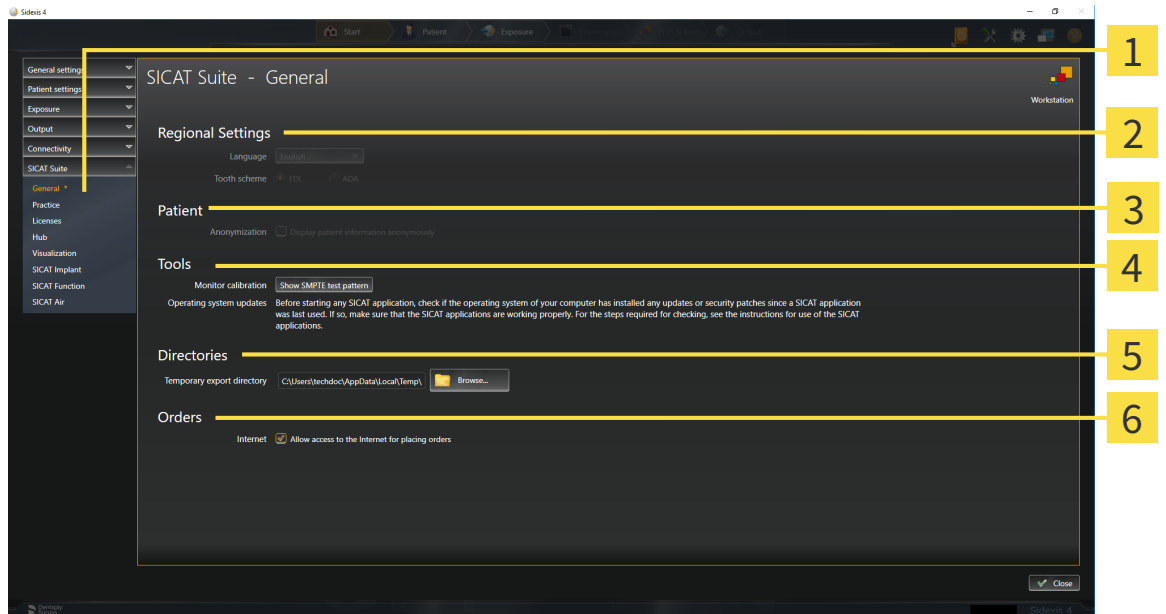 Sidexis 4
Start
Patient
Exposure
1
General settings
Patient settings
Exposure
Output
Connectivity
SICAT Suite
General *
Practice
Licenses
Hub
Visualization
SICAT Implant
SICAT Function
SICAT Air
SICAT Suite - General
Workstation
Regional Settings
2
Language English
Tooth scheme FDI ADA
Patient
3
Anonymization Display patient information anonymously
Tools
4
Monitor calibration Show SMPTE test pattern
Operating system updates Before starting any SICAT application, check if the operating system of your computer has installed any updates or security patches since a SICAT application
was last used. If so, make sure that the SICAT applications are working properly. For the steps required for checking, see the instructions for use of the SICAT
applications.
Directories
5
Temporary export directory C:\Users\techdoc\AppData\Local\Temp\ Browse...
Orders
6
Internet Allow access to the Internet for placing orders
Close
Dentsply
Sirona
Sidexis 4